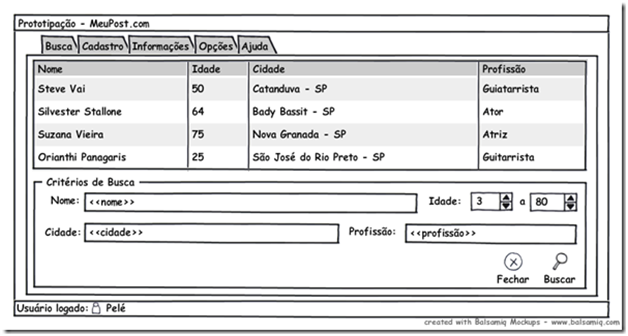 Prototipação - MeuPost.com
Busca Cadastro Informações Opções Ajuda
Nome Idade Cidade Profissão
Steve Vai 50 Catanduva - SP Guiatarrista
Silvester Stallone 64 Bady Bassit - SP Ator
Suzana Vieira 75 Nova Granada - SP Atriz
Orianthi Panagaris 25 São José do Rio Preto - SP Guitarrista
Critérios de Busca
Nome: <<nome>> Idade: 3 a 80
Cidade: <<cidade>> Profissão: <<profissão>>
Fechar Buscar
Usuário logado: Pelé
created with Balsamiq Mockups - www.balsamiq.com